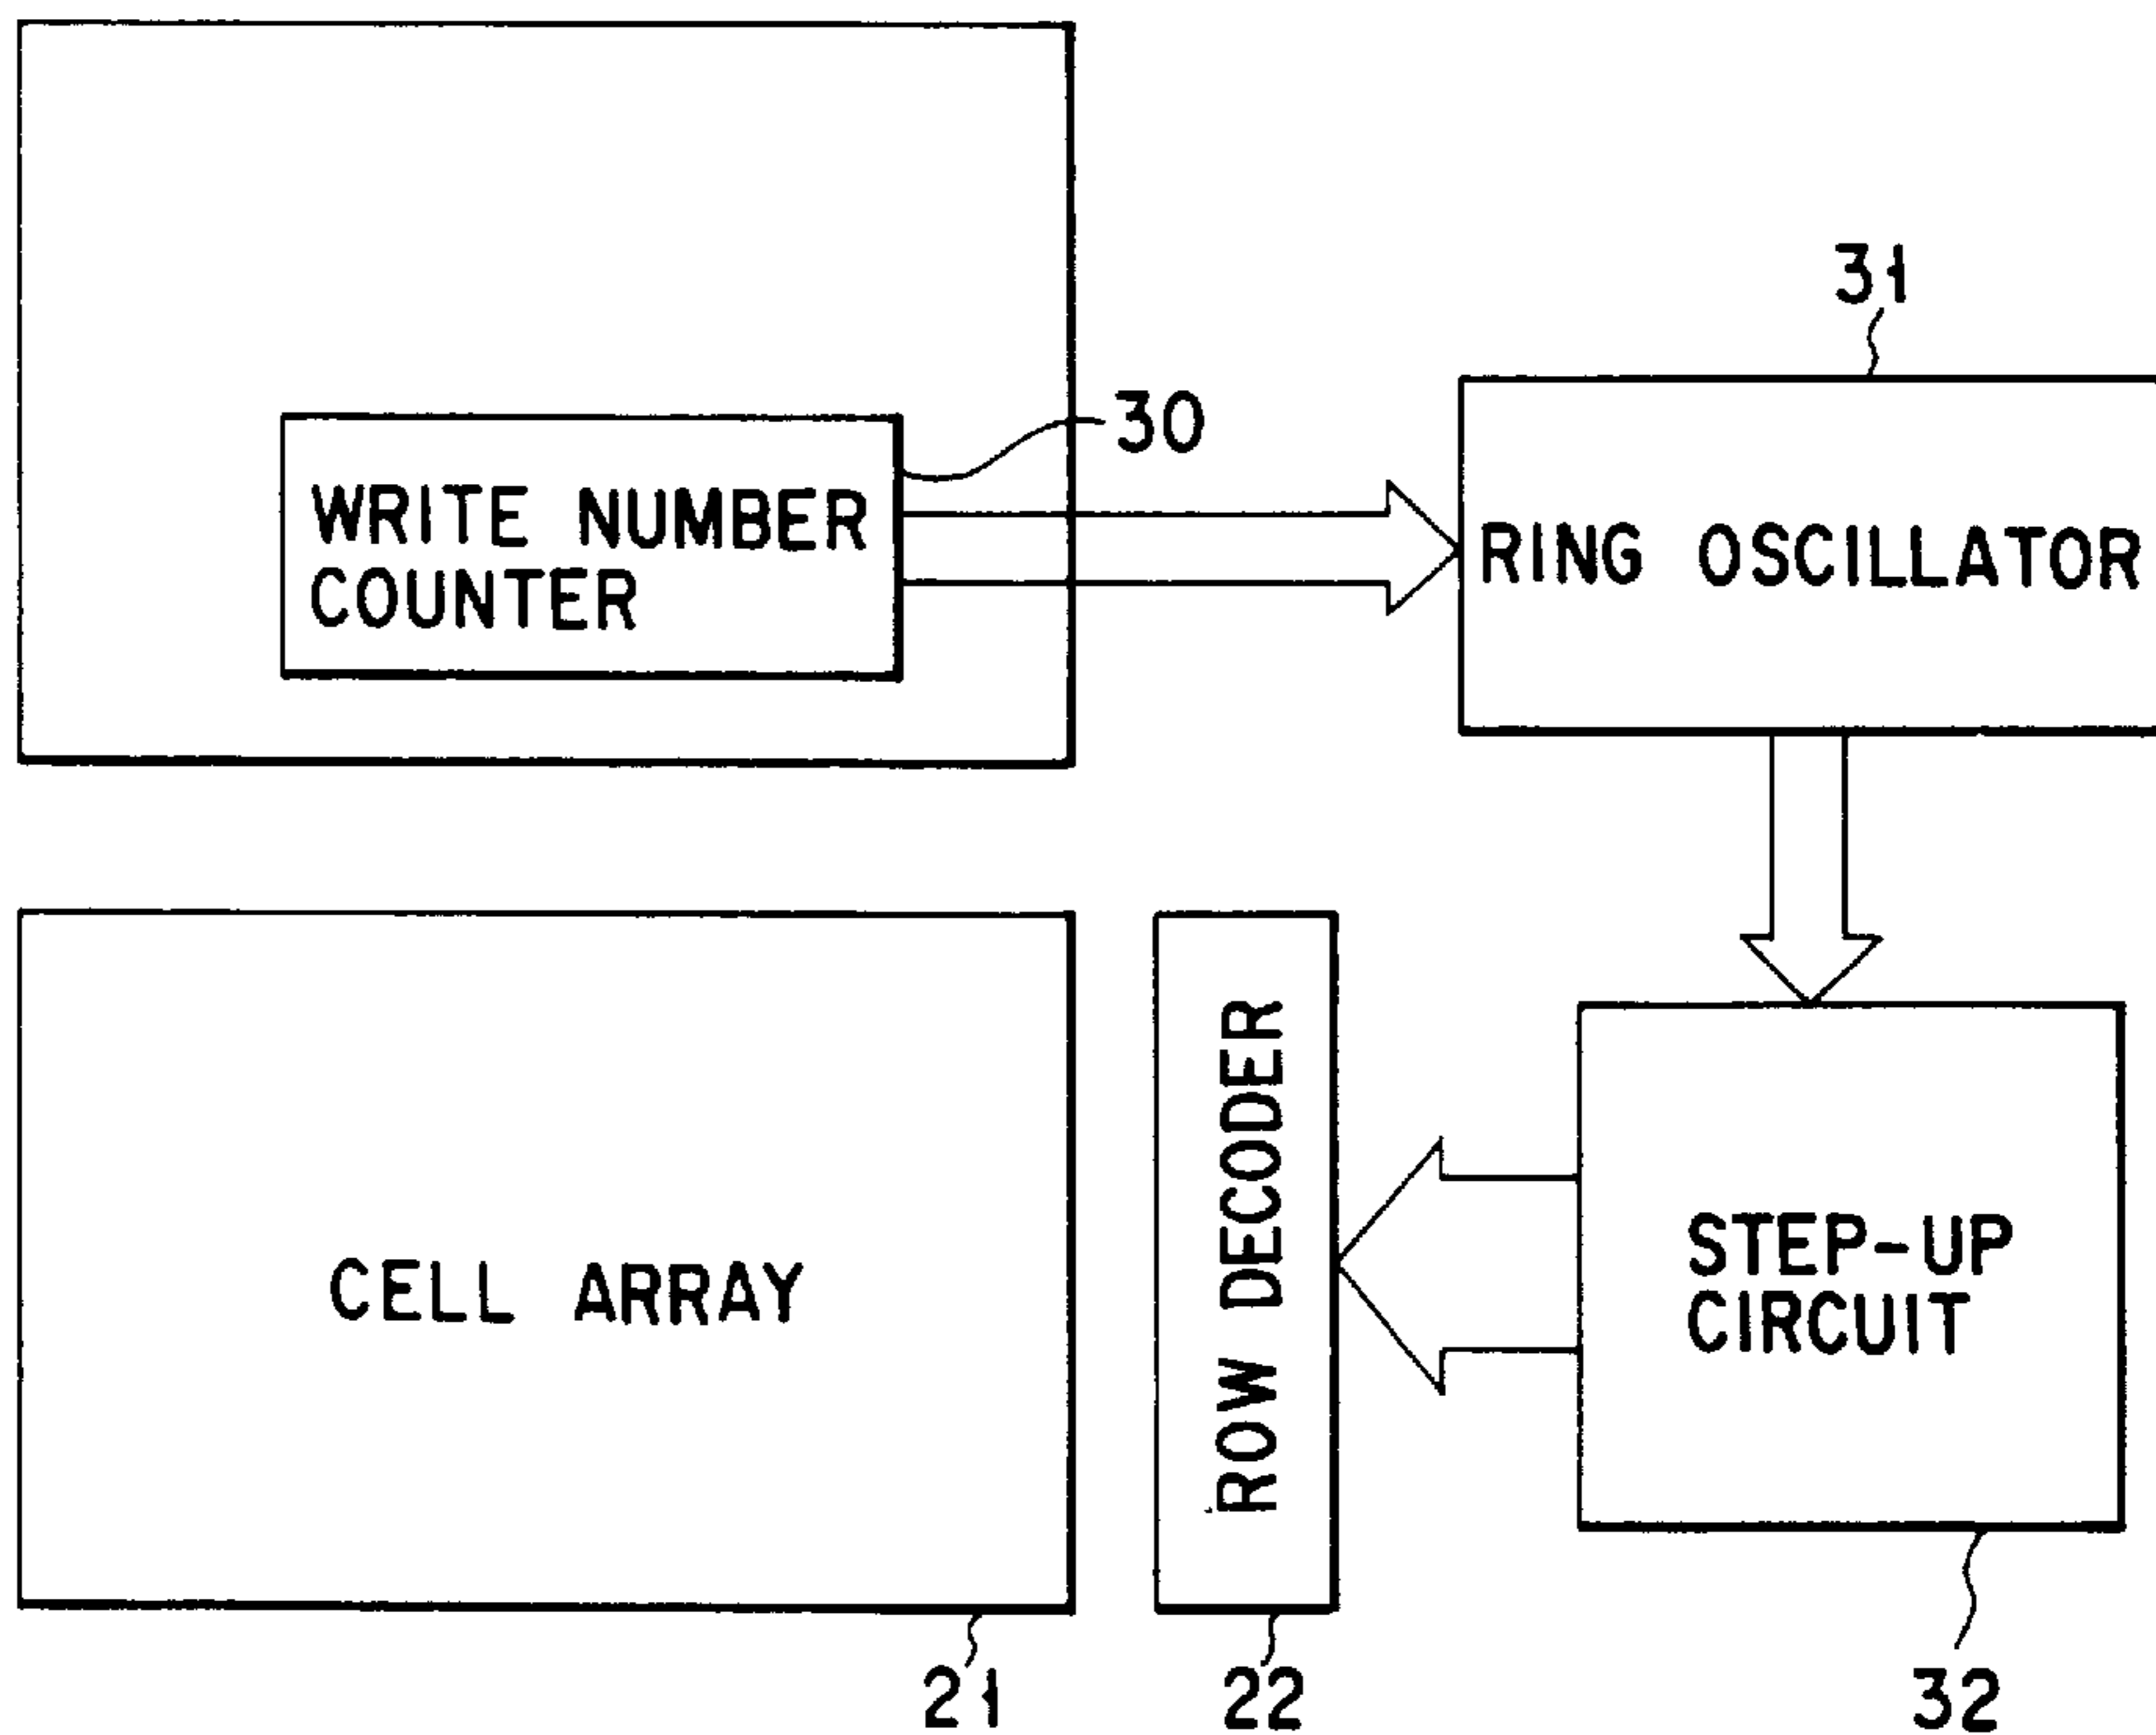 31
30
WRITE NUMBER
COUNTER
RING OSCILLATOR
ROW DECODER
STEP-UP
CIRCUIT
CELL ARRAY
21
22
32